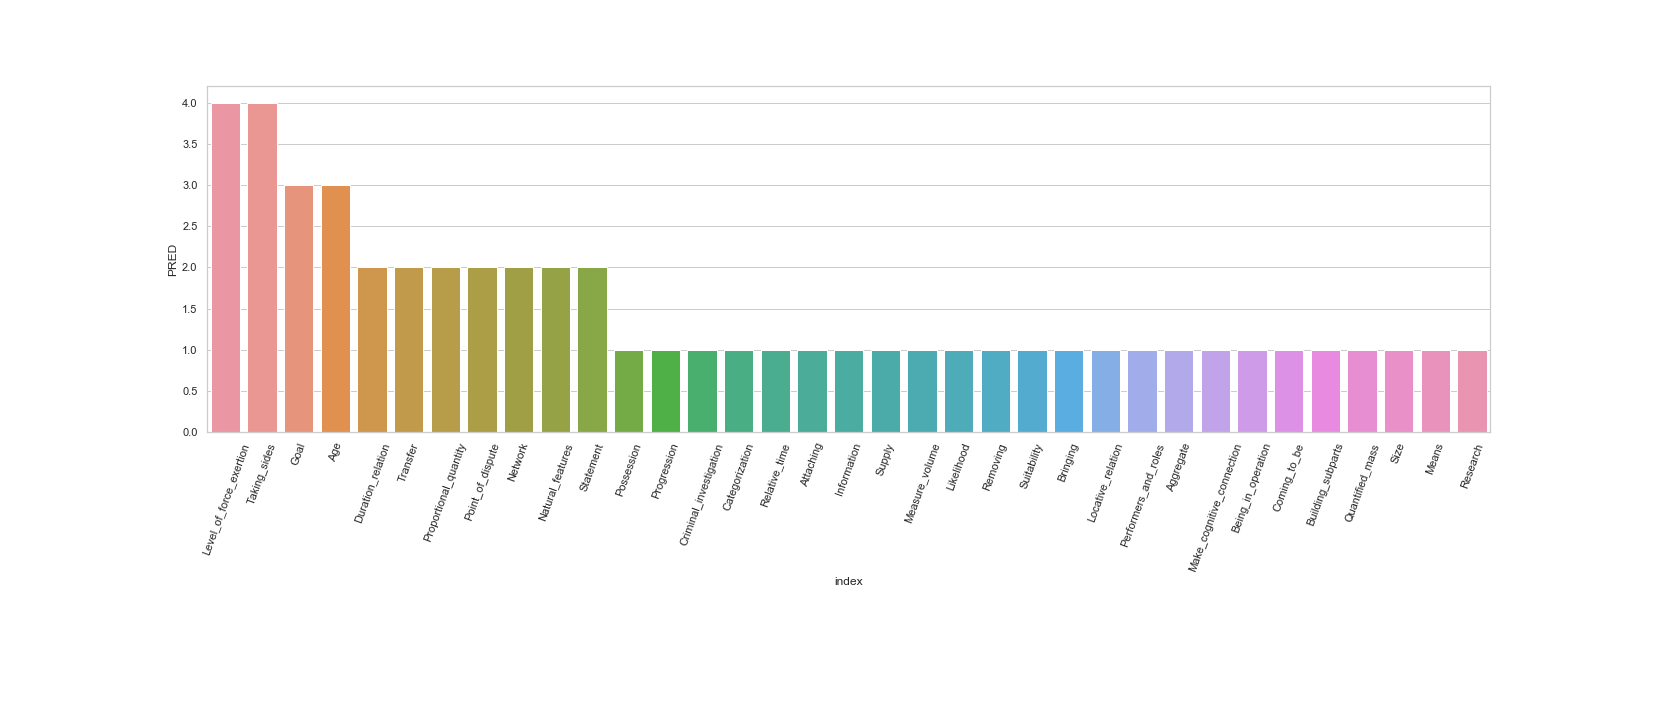 4.0
3.5
3.0
2.5
2.0
1.5
1.0
0.5
0.0
PRED
Level_of_force_exertion
Taking_sides
Goal
Age
Duration_relation
Transfer
Proportional_quantity
Point_of_dispute
Network
Natural_features
Statement
Possession
Progression
Criminal_investigation
Categorization
Relative_time
Attaching
Information
Supply
Measure_volume
Likelihood
Removing
Suitability
Bringing
Locative_relation
Performers_and_roles
Aggregate
Make_cognitive_connection
Being_in_operation
Coming_to_be
Building_subparts
Quantified_mass
Size
Means
Research
index